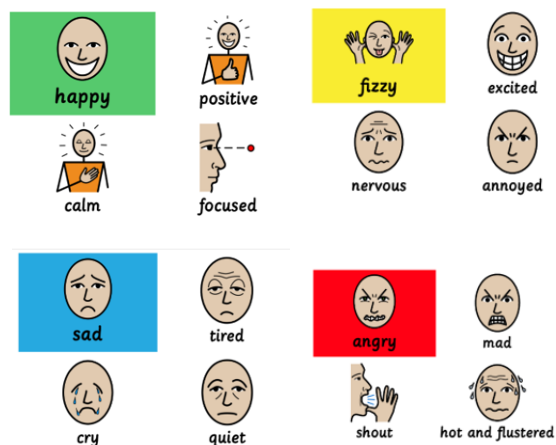 happy
positive
fizzy
excited
calm
focused
nervous
annoyed
sad
tired
angry
mad
cry
quiet
shout
hot and flustered